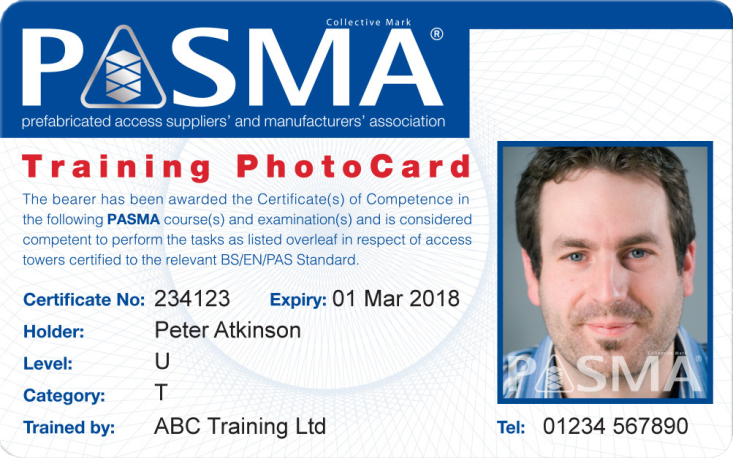 Collective Mark
PASMA®
prefabricated access suppliers' and manufacturers' association
Training PhotoCard
The bearer has been awarded the Certificate(s) of Competence in
the following PASMA course(s) and examination(s) and is considered
competent to perform the tasks as listed overleaf in respect of access
towers certified to the relevant BS/EN/PAS Standard.
Certificate No: 234123 Expiry: 01 Mar 2018
Holder: Peter Atkinson
Level: U
Category: T
Trained by: ABC Training Ltd
Collective Mark
PASMA®
Tel: 01234 567890